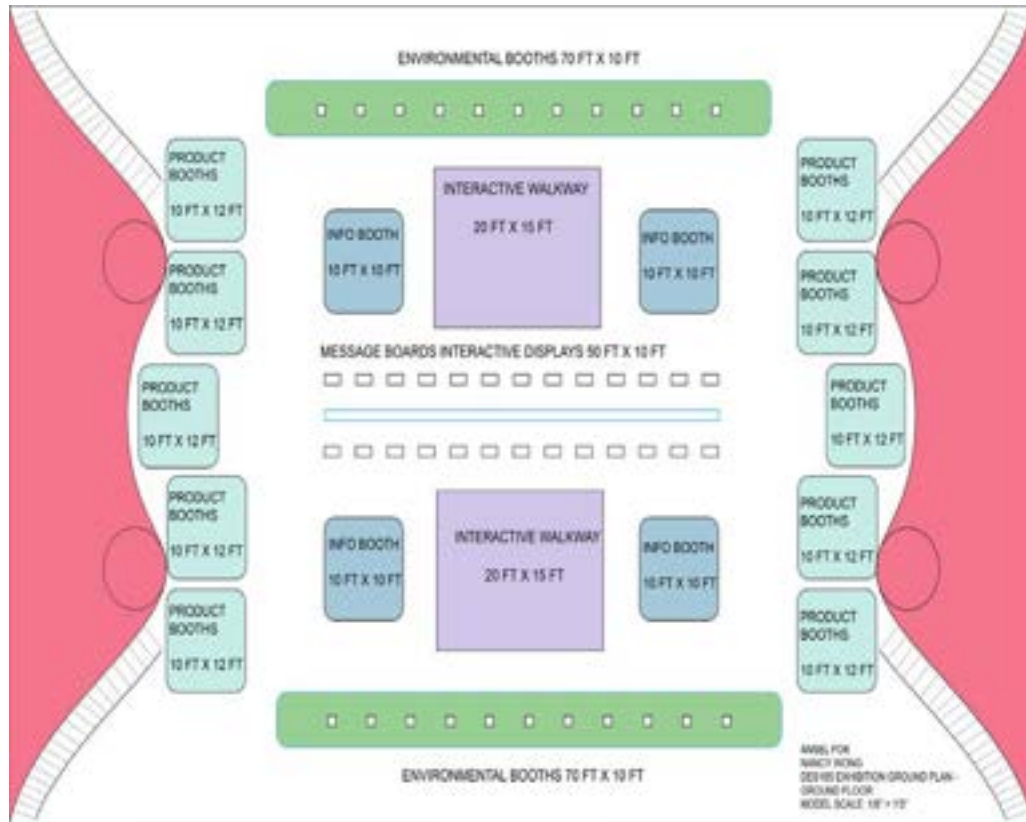 ENVIRONMENTAL BOOTHS 70 FT X 10 FT
PRODUCT
BOOTHS
10 FT X 12 FT
INTERACTIVE WALKWAY
20 FT X 15 FT
PRODUCT
BOOTHS
10 FT X 12 FT
INFO BOOTH
10 FT X 10 FT
INFO BOOTH
10 FT X 10 FT
PRODUCT
BOOTHS
10 FT X 12 FT
PRODUCT
BOOTHS
10 FT X 12 FT
MESSAGE BOARDS INTERACTIVE DISPLAYS 50 FT X 10 FT
PRODUCT
BOOTHS
10 FT X 12 FT
PRODUCT
BOOTHS
10 FT X 12 FT
PRODUCT
BOOTHS
10 FT X 12 FT
INFO BOOTH
10 FT X 10 FT
INTERACTIVE WALKWAY
20 FT X 15 FT
INFO BOOTH
10 FT X 10 FT
PRODUCT
BOOTHS
10 FT X 12 FT
PRODUCT
BOOTHS
10 FT X 12 FT
PRODUCT
BOOTHS
10 FT X 12 FT
ENVIRONMENTAL BOOTHS 70 FT X 10 FT
FOR
NANCY WONG
EXHIBITION GROUND PLAN -
GROUND FLOOR
MODEL SCALE: